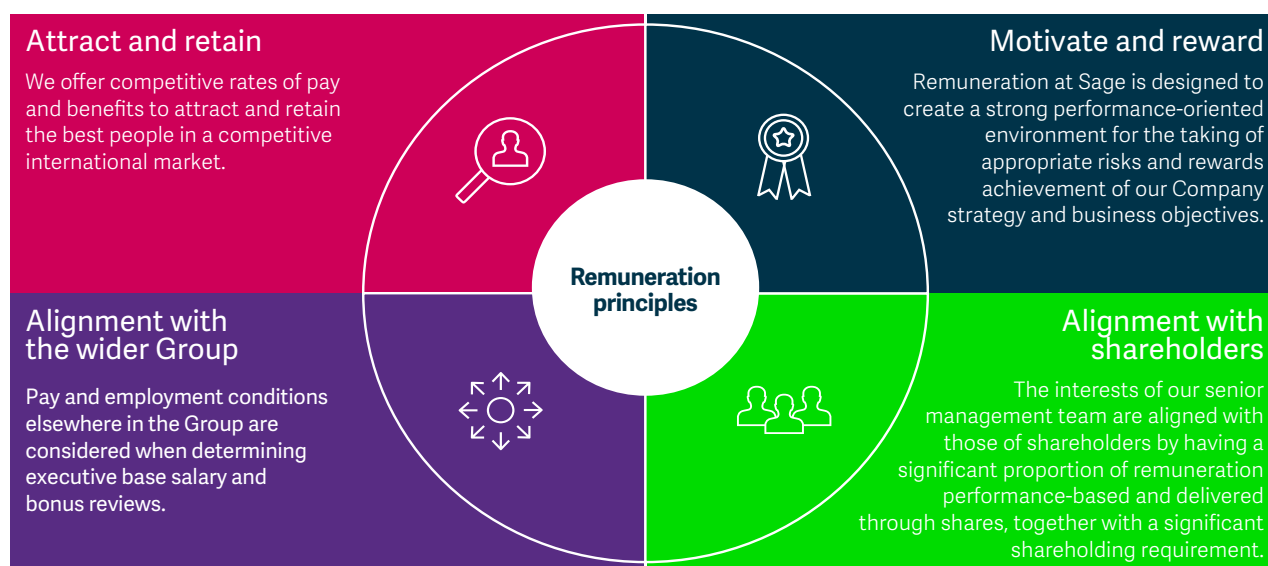 Attract and retain
We offer competitive rates of pay
and benefits to attract and retain
the best people in a competitive
international market.
Motivate and reward
Remuneration at Sage is designed to
create a strong performance-oriented
environment for the taking of
appropriate risks and rewards
achievement of our Company
strategy and business objectives.
Remuneration
principles
Alignment with
the wider Group
Pay and employment conditions
elsewhere in the Group are
considered when determining
executive base salary and
bonus reviews.
Alignment with
shareholders
The interests of our senior
management team are aligned with
those of shareholders by having a
significant proportion of remuneration
performance-based and delivered
through shares, together with a significant
shareholding requirement.